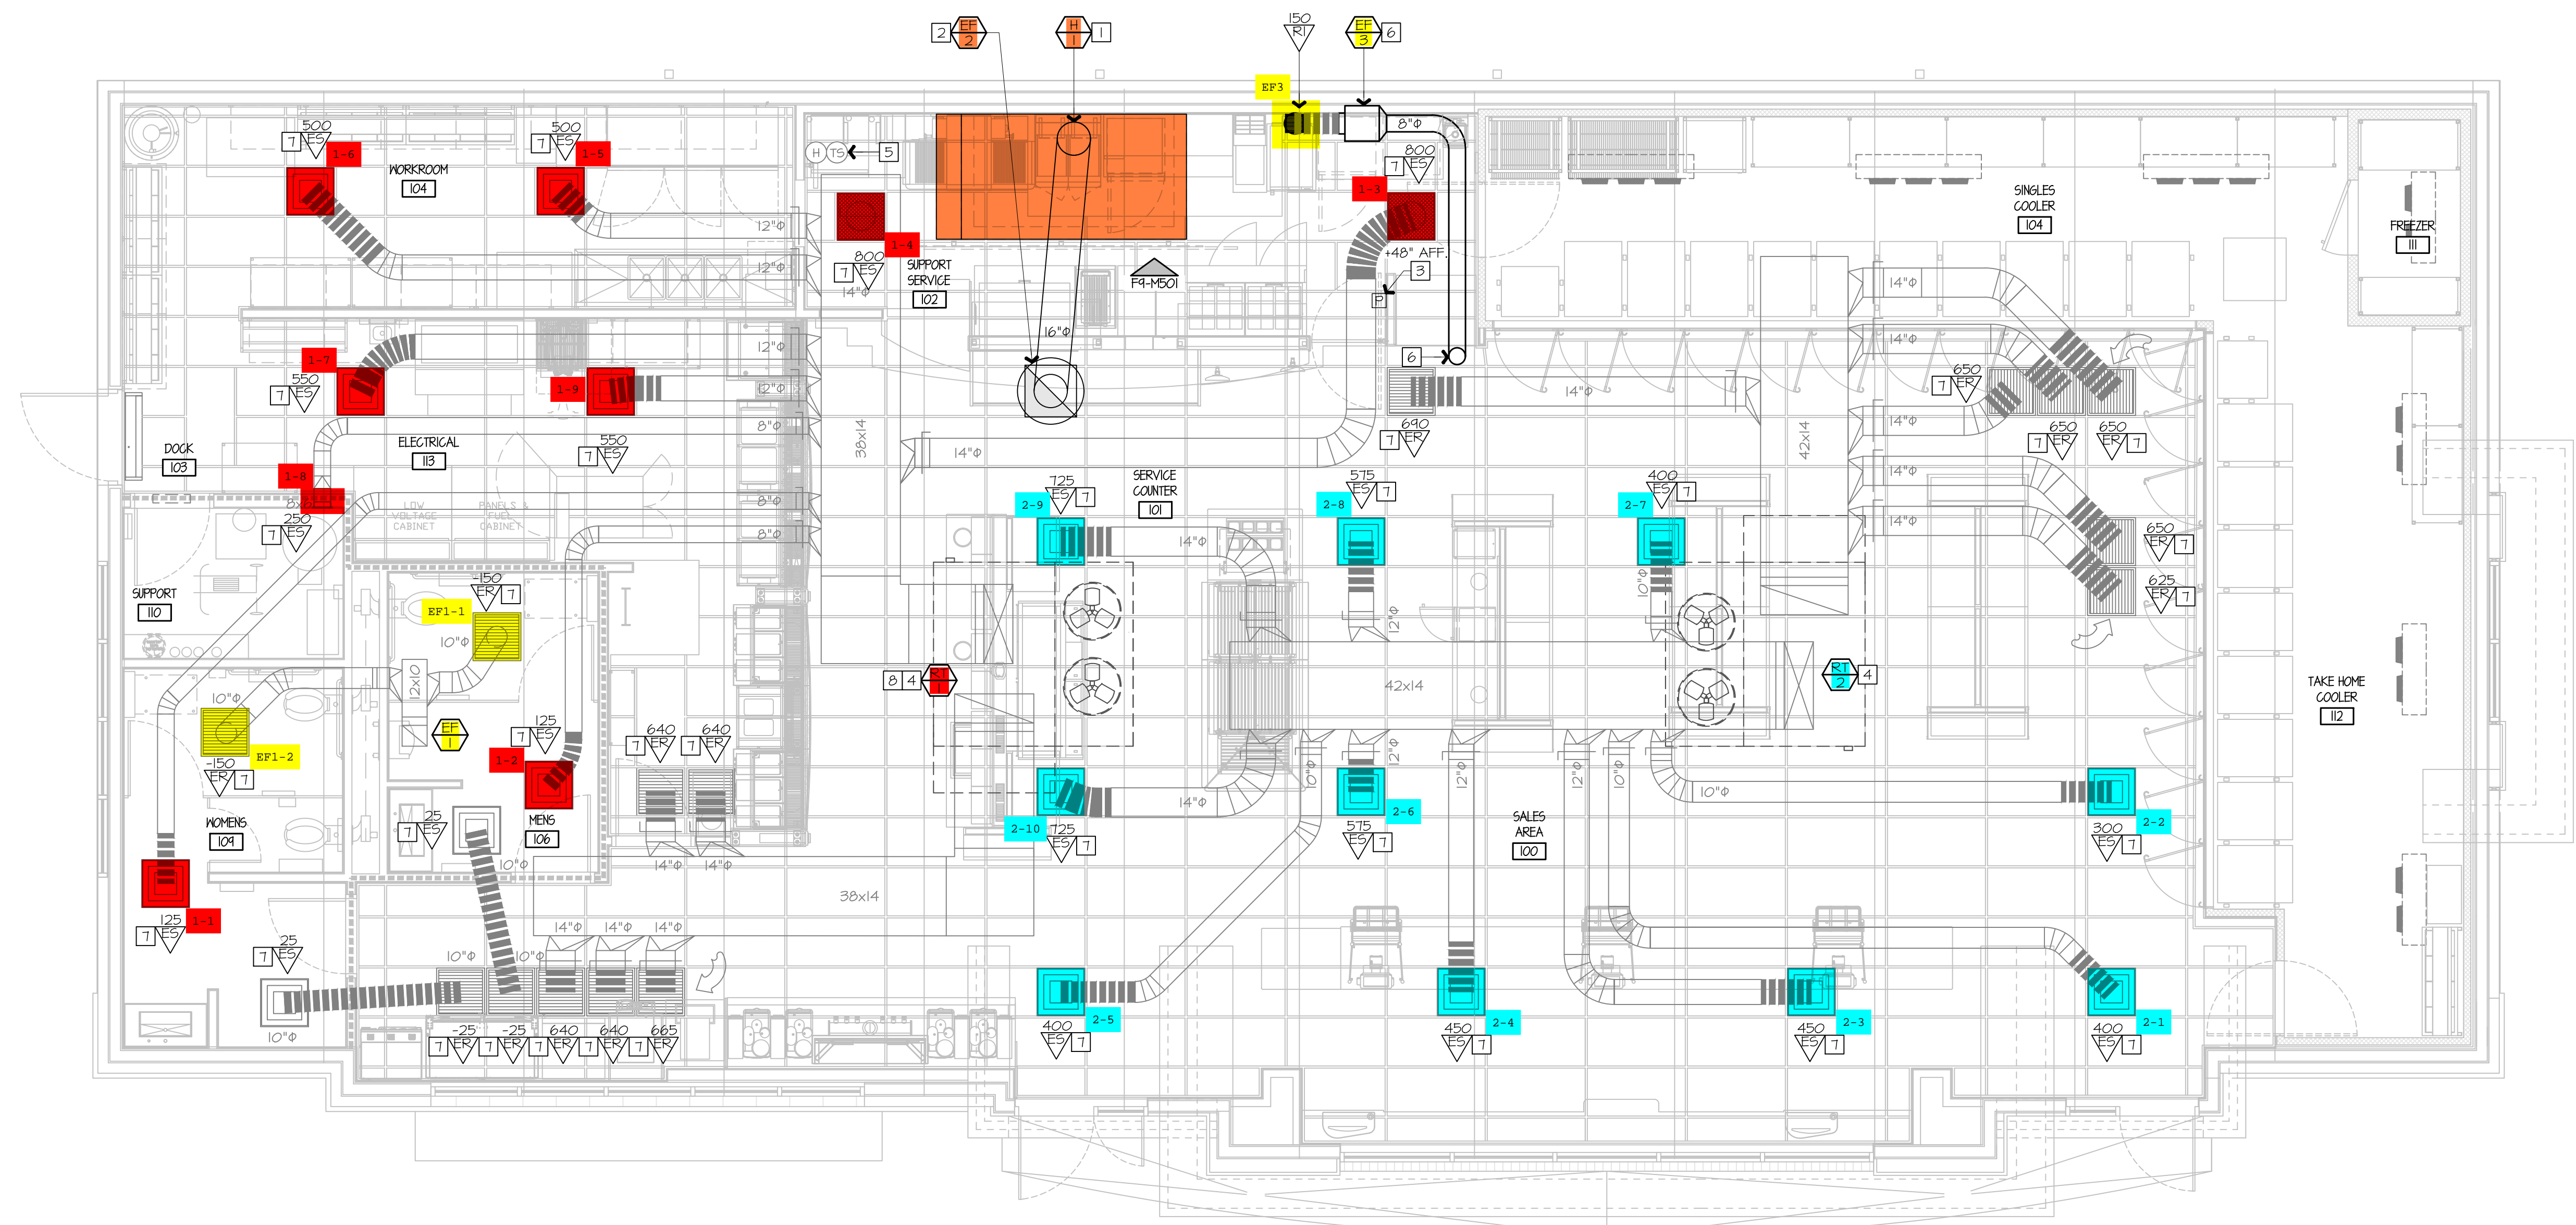 2
EF
2
H
1
1
150
R1
EF
3
6
EF3
8"Φ
7
500
ES
1-6
7
500
ES
1-5
WORKROOM
104
H
TS
5
800
7
ES
1-3
1-4
12"Φ
12"Φ
800
7
ES
14"Φ
SUPPORT
SERVICE
102
F9-M501
+48" AFF.
3
P
SINGLES
COOLER
104
FREEZER
111
14"Φ
14"Φ
16"Φ
6
12"Φ
12"Φ
1-7
1-9
550
7
ES
650
7
ER
14"Φ
14"Φ
690
7
ER
650
7
ER
650
ER
7
38x14
42x14
8"Φ
14"Φ
DOCK
103
ELECTRICAL
113
550
7
ES
1-8
8x8
250
7
ES
LOW
VOLTAGE
CABINET
PANELS &
FUEL
CABINET
8"Φ
8"Φ
SERVICE
COUNTER
101
725
ES
7
2-9
575
ES
7
2-8
400
ES
7
2-7
14"Φ
14"Φ
14"Φ
650
ER
7
625
ER
7
SUPPORT
110
-150
ER
7
EF1-1
10"Φ
12"Φ
10"Φ
10"Φ
12x10
8
4
RT
1
42x14
RT
2
4
TAKE HOME
COOLER
112
EF
1
EF1-2
-150
ER
7
125
7
ES
1-2
640
7
ER
640
7
ER
12"Φ
10"Φ
12"Φ
12"Φ
10"Φ
10"Φ
14"Φ
WOMENS
109
25
7
ES
MENS
106
2-10
725
ES
7
2-6
575
ES
7
SALES
AREA
100
2-2
300
ES
7
10"Φ
14"Φ
14"Φ
38x14
125
7
ES
1-1
25
7
ES
10"Φ
10"Φ
10"Φ
14"Φ
14"Φ
14"Φ
-25
7
ER
-25
7
ER
640
7
ER
640
7
ER
665
7
ER
2-5
400
ES
7
2-4
450
ES
7
2-3
450
ES
7
2-1
400
ES
7